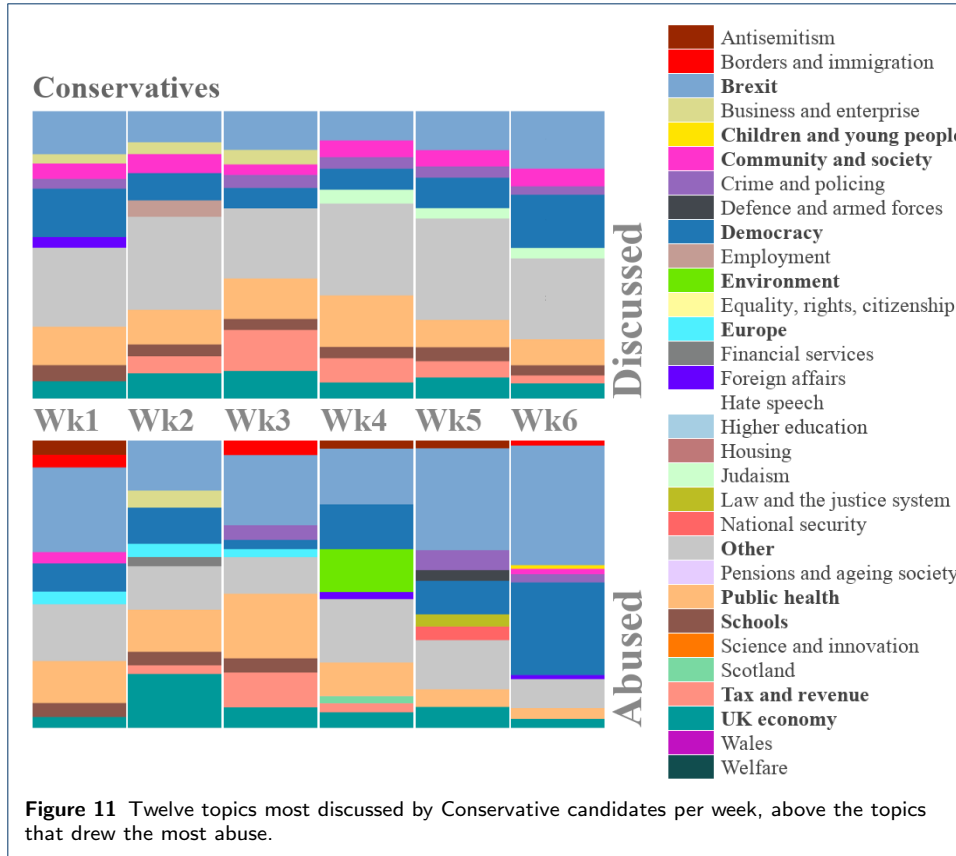 Conservatives
Discussed
Wk1 Wk2 Wk3 Wk4 Wk5 Wk6
Abused
Antisemitism
Borders and immigration
Brexit
Business and enterprise
Children and young people
Community and society
Crime and policing
Defence and armed forces
Democracy
Employment
Environment
Equality, rights, citizenship
Europe
Financial services
Foreign affairs
Hate speech
Higher education
Housing
Judaism
Law and the justice system
National security
Other
Pensions and ageing society
Public health
Schools
Science and innovation
Scotland
Tax and revenue
UK economy
Wales
Welfare
Figure 11 Twelve topics most discussed by Conservative candidates per week, above the topics
that drew the most abuse.